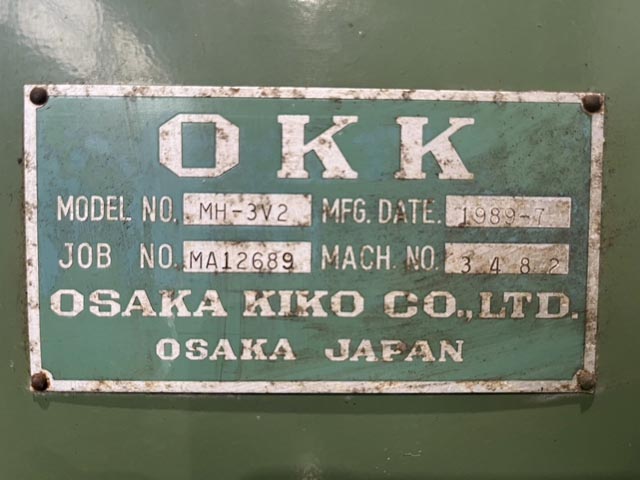 OKK
MODEL NO. MH-3V2 MFG. DATE. 1989-7
JOB NO. MA12689 MACH. NO. 3482
OSAKA KIKO CO., LTD.
OSAKA JAPAN